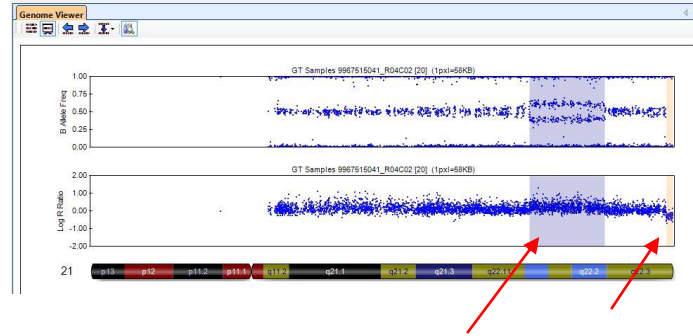 Genome Viewer
GT Samples 9967515041_R04C02 [20] (1pxl=58KB)
1.00
0.75
0.50
0.25
0.00
B Allele Freq
GT Samples 9967515041_R04C02 [20] (1pxl=58KB)
2.00
1.00
0.00
-1.00
-2.00
Log R Ratio
21 p13 p12 p11.2 p11.1 q11.2 q21.1 q21.2 q21.3 q22.11 q22.2 q22.3